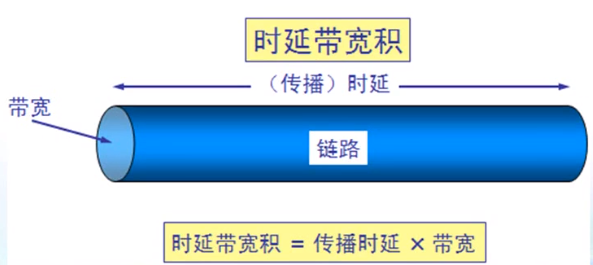 时延带宽积
（传播）时延
带宽
链路
时延带宽积 = 传播时延 × 带宽